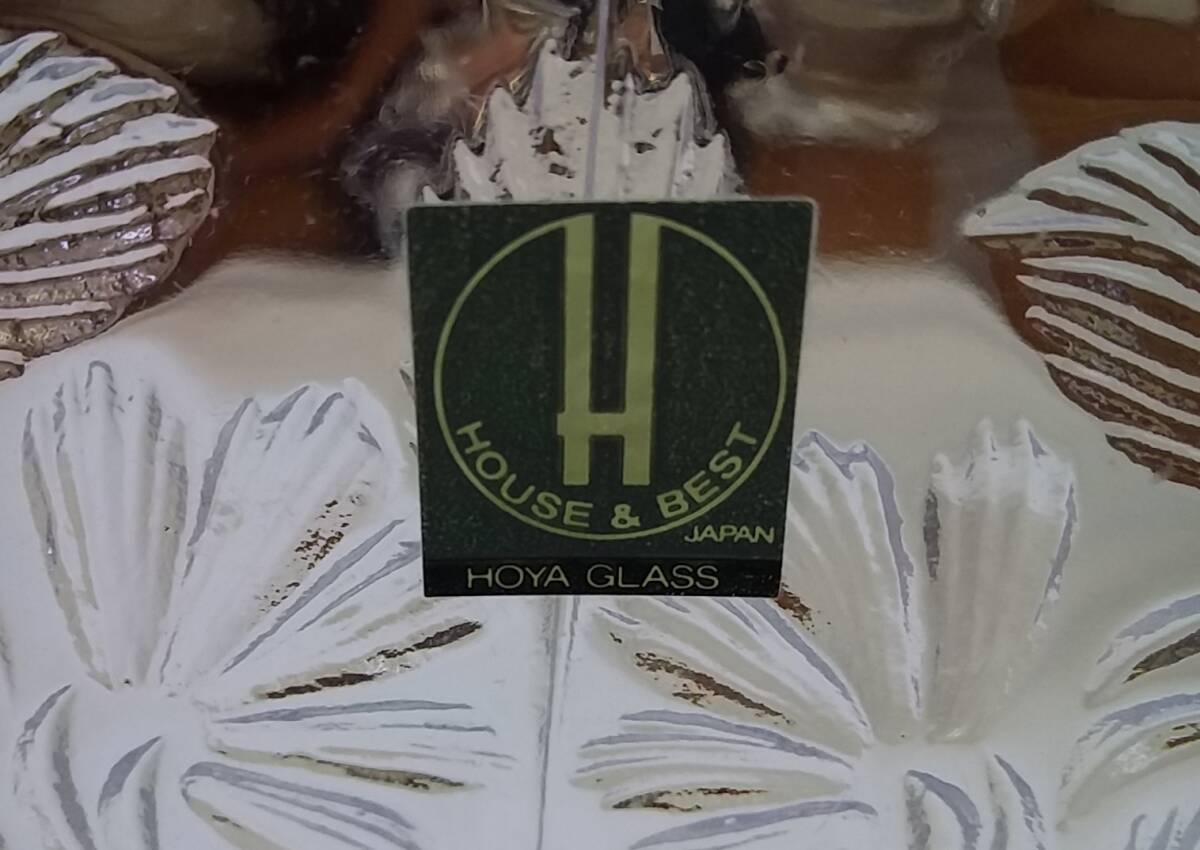 H
HOUSE & BEST
JAPAN
HOYA GLASS